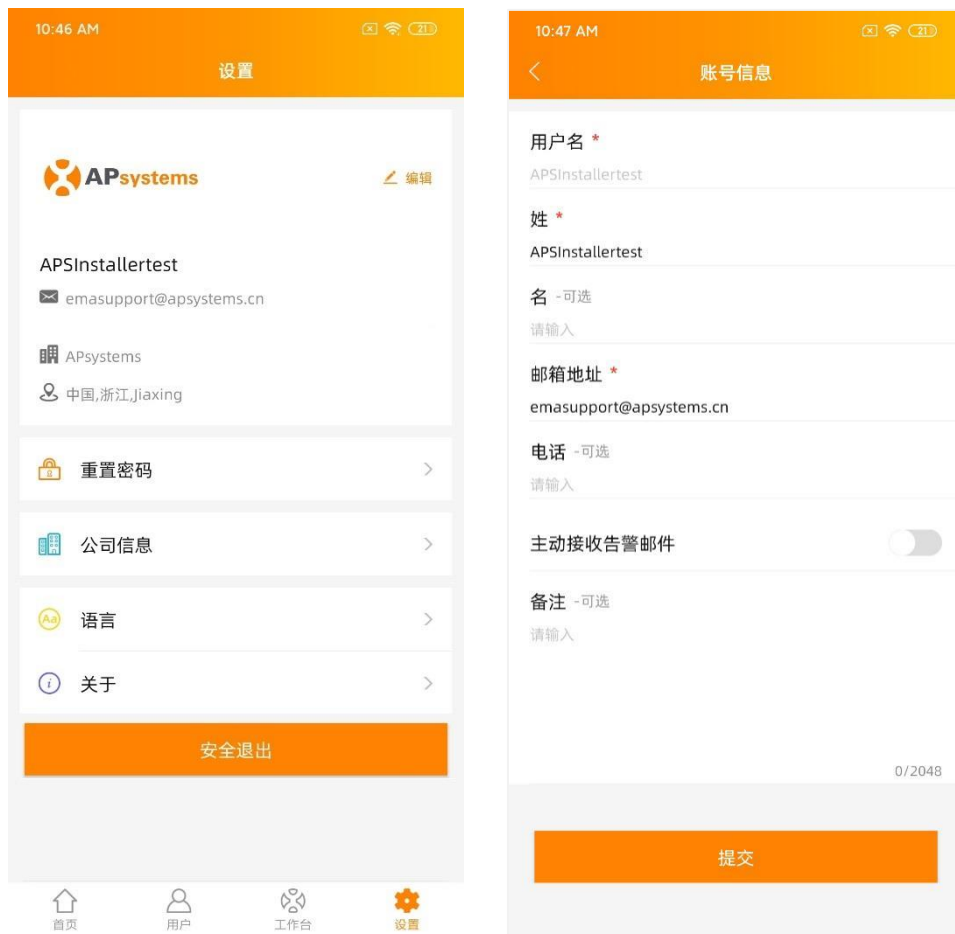 10:46 AM
21
设置
APsystems
编辑
APSInstallertest
emasupport@apsystems.cn
APsystems
中国,浙江,Jiaxing
重置密码
公司信息
Aa 语言
i 关于
安全退出
首页
用户
工作台
设置
10:47 AM
21
账号信息
用户名 *
APSInstallertest
姓 *
APSInstallertest
名 -可选
请输入
邮箱地址 *
emasupport@apsystems.cn
电话 -可选
请输入
主动接收告警邮件
备注 -可选
请输入
0/2048
提交